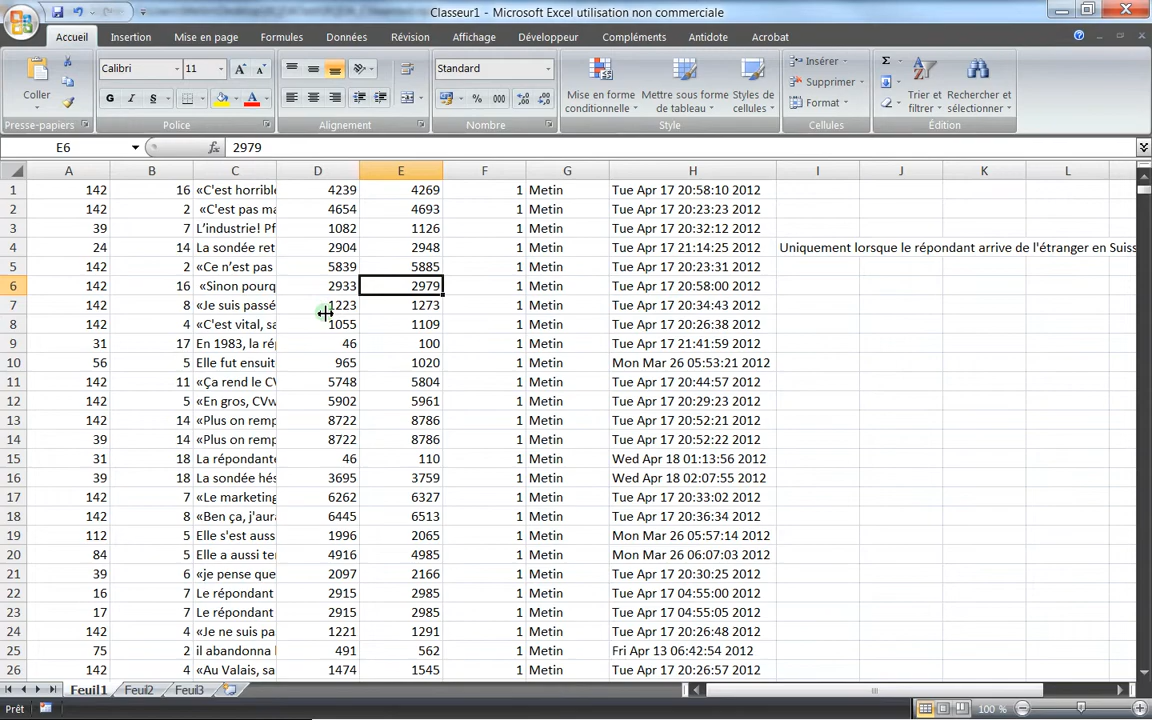 Classeur1 - Microsoft Excel utilisation non commerciale
Accueil Insertion Mise en page Formules Données Révision Affichage Développeur Compléments Antidote Acrobat
Coller
Calibri 11
G I S
Standard
% 000
Mise en forme conditionnelle
Mettre sous forme de tableau
Styles de cellules
Insérer
Supprimer
Format
Trier et filtrer
Rechercher et sélectionner
Presse-papiers Police Alignement Nombre Style Cellules Édition
E6 fx 2979
A B C D E F G H I J K L
1 142 16 «C'est horrible 4239 4269 1 Metin Tue Apr 17 20:58:10 2012
2 142 2 «C'est pas ma 4654 4693 1 Metin Tue Apr 17 20:23:23 2012
3 39 7 L’industrie! Pf 1082 1126 1 Metin Tue Apr 17 20:32:12 2012
4 24 14 La sondée ret 2904 2948 1 Metin Tue Apr 17 21:14:25 2012 Uniquement lorsque le répondant arrive de l'étranger en Suiss
5 142 2 «Ce n’est pas 5839 5885 1 Metin Tue Apr 17 20:23:31 2012
6 142 16 «Sinon pourq 2933 2979 1 Metin Tue Apr 17 20:58:00 2012
7 142 8 «Je suis passé 1223 1273 1 Metin Tue Apr 17 20:34:43 2012
8 142 4 «C'est vital, sa 1055 1109 1 Metin Tue Apr 17 20:26:38 2012
9 31 17 En 1983, la rép 46 100 1 Metin Tue Apr 17 21:41:59 2012
10 56 5 Elle fut ensuit 965 1020 1 Metin Mon Mar 26 05:53:21 2012
11 142 11 «Ça rend le CV 5748 5804 1 Metin Tue Apr 17 20:44:57 2012
12 142 5 «En gros, CVw 5902 5961 1 Metin Tue Apr 17 20:29:23 2012
13 142 14 «Plus on remp 8722 8786 1 Metin Tue Apr 17 20:52:21 2012
14 39 14 «Plus on remp 8722 8786 1 Metin Tue Apr 17 20:52:22 2012
15 31 18 La répondante 46 110 1 Metin Wed Apr 18 01:13:56 2012
16 39 18 La sondée hés 3695 3759 1 Metin Wed Apr 18 02:07:55 2012
17 142 7 «Le marketing 6262 6327 1 Metin Tue Apr 17 20:33:02 2012
18 142 8 «Ben ça, j'aura 6445 6513 1 Metin Tue Apr 17 20:36:34 2012
19 112 5 Elle s'est auss 1996 2065 1 Metin Mon Mar 26 05:57:14 2012
20 84 5 Elle a aussi ter 4916 4985 1 Metin Mon Mar 26 06:07:03 2012
21 39 6 «je pense que 2097 2166 1 Metin Tue Apr 17 20:30:25 2012
22 16 7 Le répondant 2915 2985 1 Metin Tue Apr 17 04:55:00 2012
23 17 7 Le répondant 2915 2985 1 Metin Tue Apr 17 04:55:05 2012
24 142 4 «Je ne suis pa 1221 1291 1 Metin Tue Apr 17 20:26:48 2012
25 75 2 il abandonna l 491 562 1 Metin Fri Apr 13 06:42:54 2012
26 142 4 «Au Valais, sa 1474 1545 1 Metin Tue Apr 17 20:26:57 2012
Feuil1 Feuil2 Feuil3
Prêt 100 %